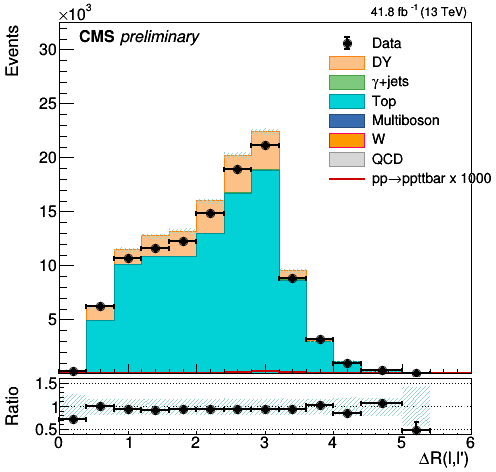 ×10³
41.8 fb⁻¹ (13 TeV)
CMS preliminary
Events
30
25
20
15
10
5
Data
DY
γ+jets
Top
Multiboson
W
QCD
pp→ppttbar x 1000
Ratio
1.5
1
0.5
0 1 2 3 4 5 6
ΔR(l,l')